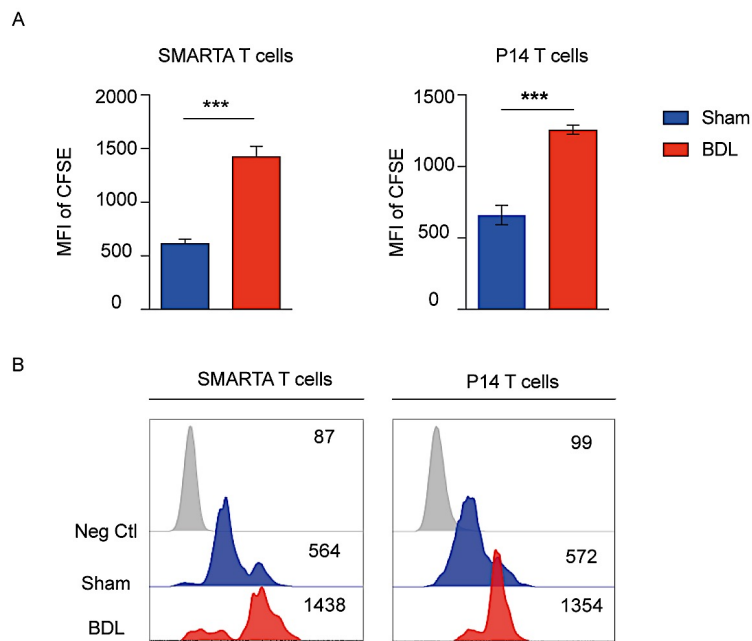 A
SMARTA T cells
P14 T cells
2000
1500
1000
500
0
MFI of CFSE
***
1500
1000
500
0
MFI of CFSE
***
Sham
BDL
B
SMARTA T cells
P14 T cells
87
99
Neg Ctl
564
572
Sham
1438
1354
BDL